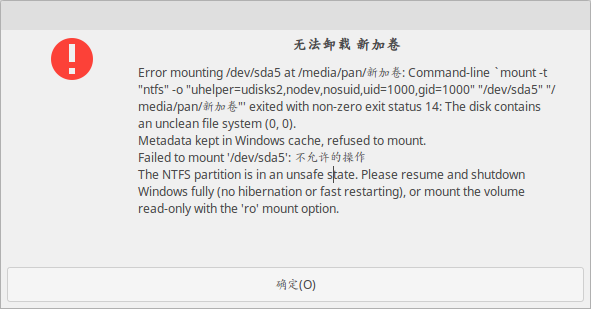 无法卸载 新加卷
Error mounting /dev/sda5 at /media/pan/新加卷: Command-line `mount -t
"ntfs" -o "uhelper=udisks2,nodev,nosuid,uid=1000,gid=1000" "/dev/sda5" "/
media/pan/新加卷"' exited with non-zero exit status 14: The disk contains
an unclean file system (0, 0).
Metadata kept in Windows cache, refused to mount.
Failed to mount '/dev/sda5': 不允许的操作
The NTFS partition is in an unsafe state. Please resume and shutdown
Windows fully (no hibernation or fast restarting), or mount the volume
read-only with the 'ro' mount option.
确定(O)